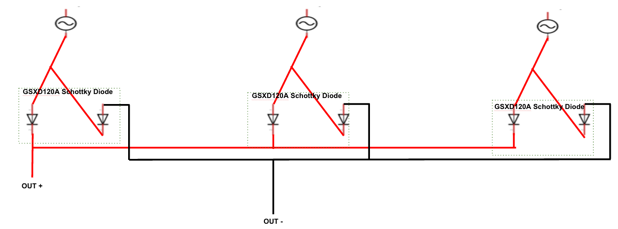 GSXD120A Schottky Diode
GSXD120A Schottky Diode
GSXD120A Schottky Diode
OUT +
OUT -